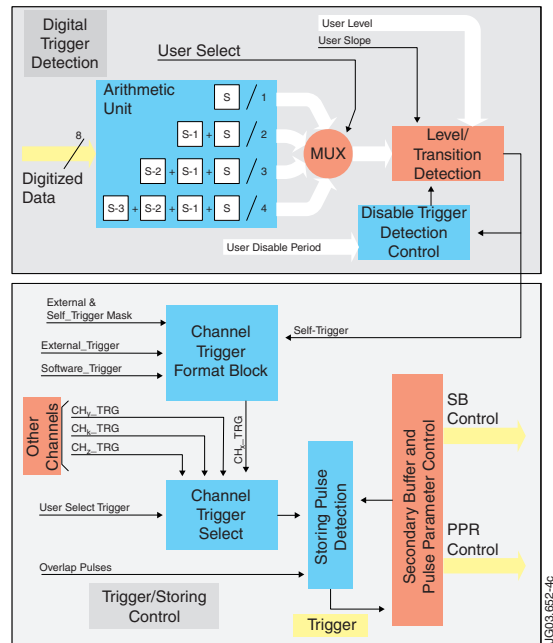 Digital
Trigger
Detection
User Level
User Slope
User Select
Arithmetic
Unit
S / 1
S-1 + S / 2
S-2 + S-1 + S / 3
S-3 + S-2 + S-1 + S / 4
8
Digitized
Data
MUX
Level/
Transition
Detection
Disable Trigger
Detection
Control
User Disable Period
External &
Self_Trigger Mask
External_Trigger
Software_Trigger
Channel
Trigger
Format Block
Self-Trigger
Other
Channels
CHy_TRG
CHk_TRG
CHz_TRG
CHx_TRG
User Select Trigger
Channel
Trigger
Select
Storing Pulse
Detection
Secondary Buffer and
Pulse Parameter Control
SB
Control
PPR
Control
Overlap Pulses
Trigger/Storing
Control
Trigger
JG03.652-4c